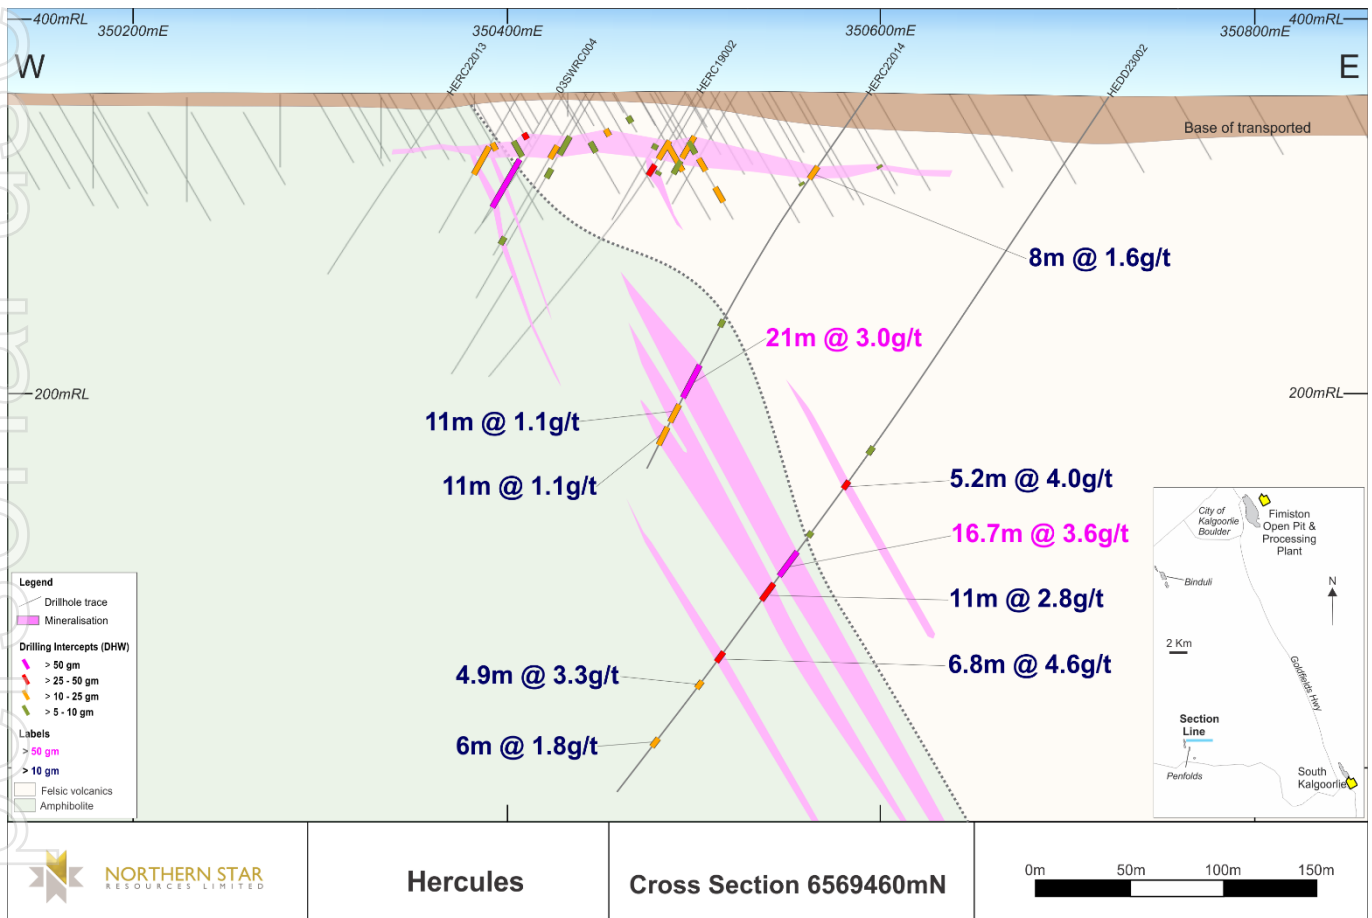 400mRL
350200mE
350400mE
350600mE
350800mE
400mRL
W
E
HERC22013
03SWRC004
HERC19002
HERC22014
HEDD23002
Base of transported
8m @ 1.6g/t
21m @ 3.0g/t
200mRL
200mRL
11m @ 1.1g/t
11m @ 1.1g/t
5.2m @ 4.0g/t
16.7m @ 3.6g/t
11m @ 2.8g/t
6.8m @ 4.6g/t
4.9m @ 3.3g/t
6m @ 1.8g/t
Legend
Drillhole trace
Mineralisation
Drilling Intercepts (DHW)
> 50 gm
> 25 - 50 gm
> 10 - 25 gm
> 5 - 10 gm
Labels
> 50 gm
> 10 gm
Felsic volcanics
Amphibolite
City of
Kalgoorlie
Boulder
Fimiston
Open Pit &
Processing
Plant
Binduli
N
2 Km
Goldfields Hwy
Section
Line
Penfolds
South
Kalgoorlie
NORTHERN STAR
RESOURCES LIMITED
Hercules
Cross Section 6569460mN
0m
50m
100m
150m